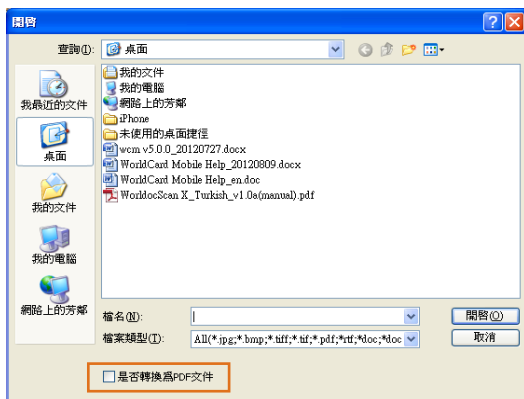 開啓
查詢(I):
桌面
我最近的文件
桌面
我的文件
我的電腦
網路上的芳鄰
我的文件
我的電腦
網路上的芳鄰
iPhone
未使用的桌面捷徑
wcm v5.0.0_20120727.docx
WorldCard Mobile Help_20120809.docx
WorldCard Mobile Help_en.doc
WorldocScan X_Turkish_v1.0a(manual).pdf
檔名(N):
開啓(O)
檔案類型(T):
All(*.jpg;*.bmp;*.tiff;*.tif;*.pdf;*rtf;*doc;*doc
取消
是否轉換爲PDF文件